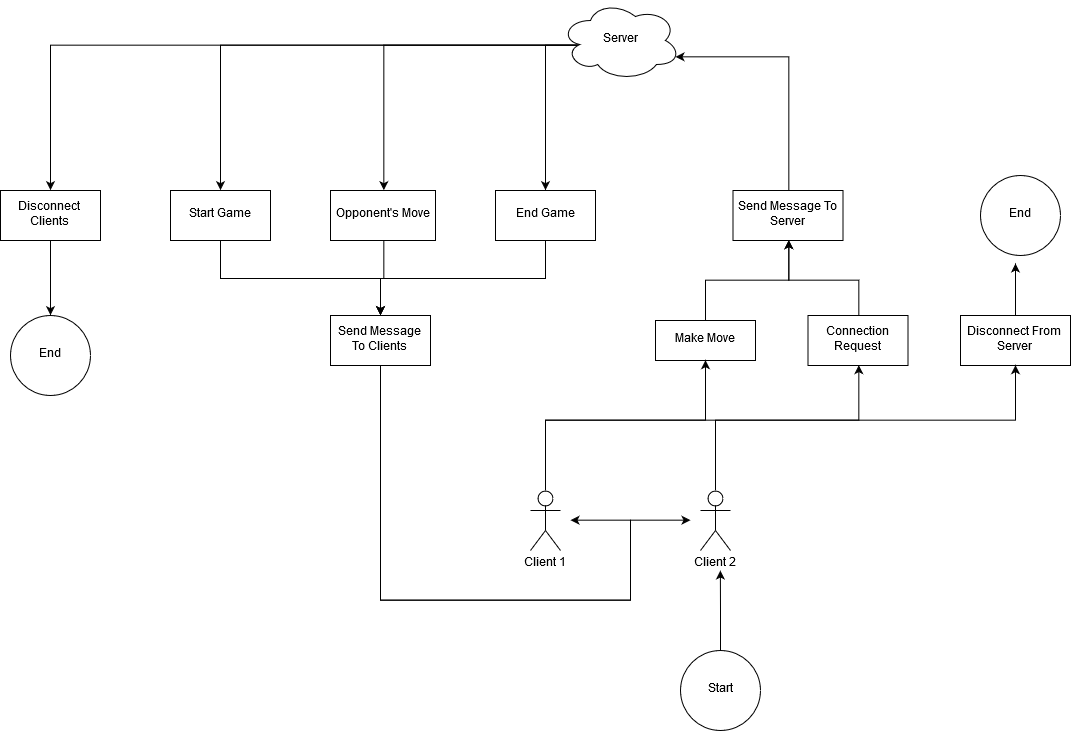 Server
Disconnect
Clients
Start Game
Opponent's Move
End Game
Send Message To
Server
End
End
Send Message
To Clients
Make Move
Connection
Request
Disconnect From
Server
Client 1
Client 2
Start